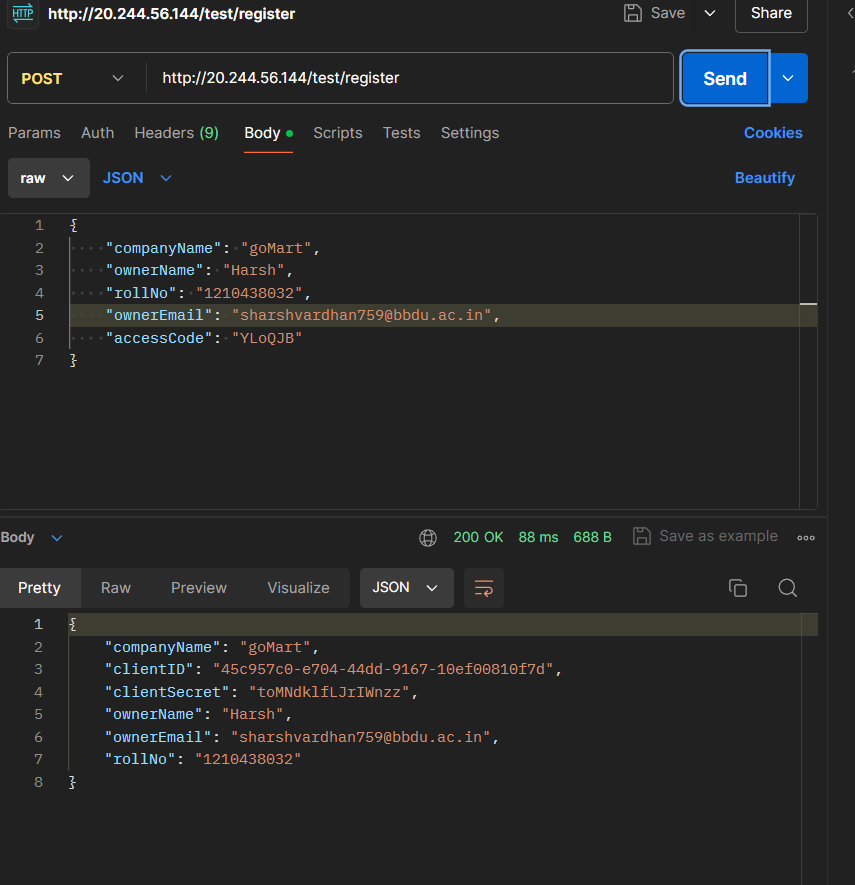 HTTP http://20.244.56.144/test/register Save Share
POST http://20.244.56.144/test/register Send
Params Auth Headers (9) Body Scripts Tests Settings Cookies
raw JSON Beautify
1 {
2 "companyName": "goMart",
3 "ownerName": "Harsh",
4 "rollNo": "1210438032",
5 "ownerEmail": "sharshvardhan759@bbdu.ac.in",
6 "accessCode": "YLoQJB"
7 }
Body 200 OK 88 ms 688 B Save as example
Pretty Raw Preview Visualize JSON
1 {
2 "companyName": "goMart",
3 "clientID": "45c957c0-e704-44dd-9167-10ef00810f7d",
4 "clientSecret": "toMNdklfLJrIWnzz",
5 "ownerName": "Harsh",
6 "ownerEmail": "sharshvardhan759@bbdu.ac.in",
7 "rollNo": "1210438032"
8 }